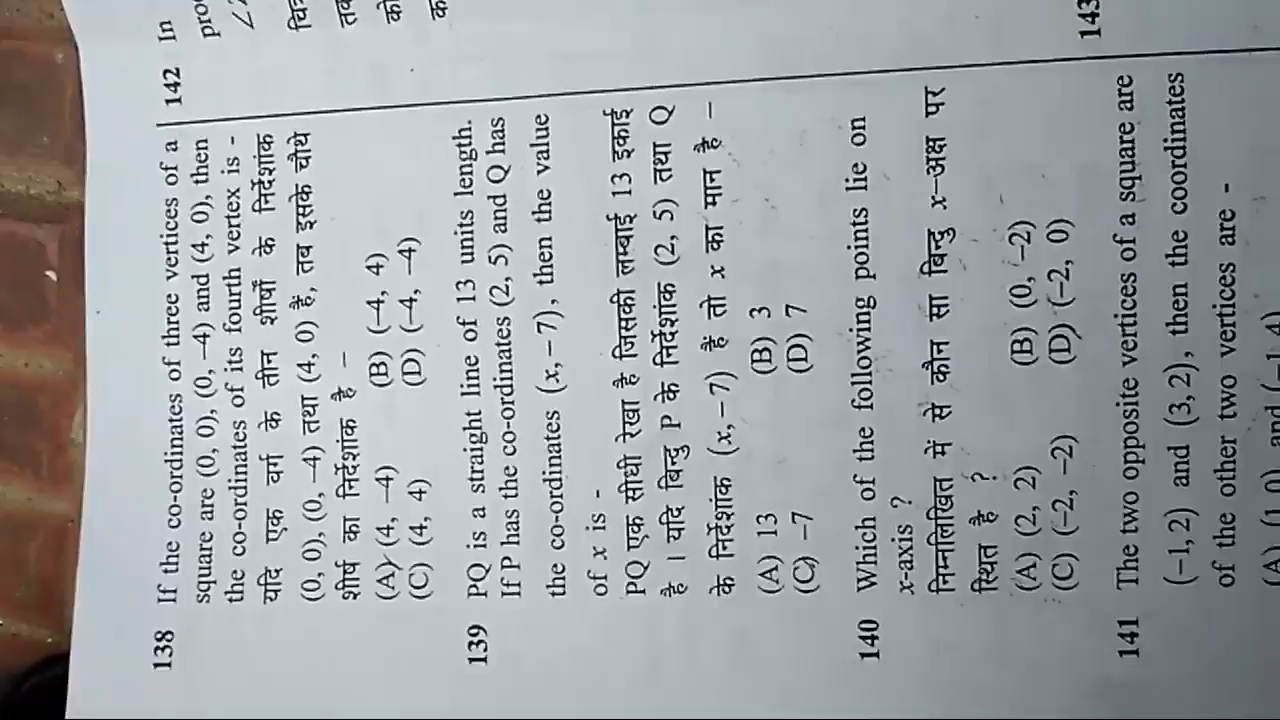 138 If the co-ordinates of three vertices of a
square are (0, 0), (0, −4) and (4, 0), then
the co-ordinates of its fourth vertex is -
यदि एक वर्ग के तीन शीर्षों के निर्देशांक
(0, 0), (0, −4) तथा (4, 0) हैं, तब इसके चौथे
शीर्ष का निर्देशांक है −
(A) (4, −4) (B) (−4, 4)
(C) (4, 4) (D) (−4, −4)
139 PQ is a straight line of 13 units length.
If P has the co-ordinates (2, 5) and Q has
the co-ordinates (x, − 7), then the value
of x is -
PQ एक सीधी रेखा है जिसकी लम्बाई 13 इकाई
है । यदि बिन्दु P के निर्देशांक (2, 5) तथा Q
के निर्देशांक (x, − 7) हैं तो x का मान है −
(A) 13 (B) 3
(C) −7 (D) 7
140 Which of the following points lie on
x-axis ?
निम्नलिखित में से कौन सा बिन्दु x−अक्ष पर
स्थित है ?
(A) (2, 2) (B) (0, −2)
(C) (−2, −2) (D) (−2, 0)
141 The two opposite vertices of a square are
(−1, 2) and (3, 2), then the coordinates
of the other two vertices are -
(A) (1, 0) and (−1, 4)
142 In
143